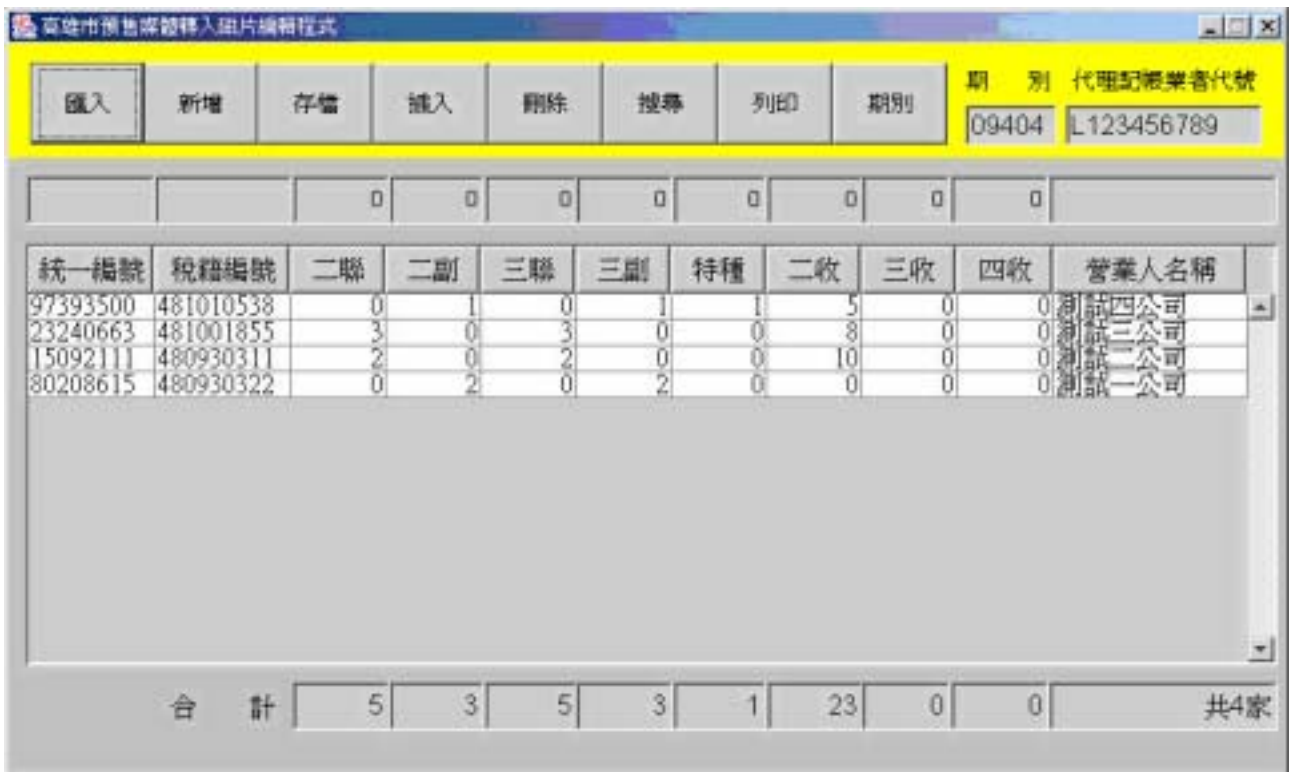 高雄市預售媒體轉入磁片編輯程式
匯入 新增 存檔 插入 刪除 搜尋 列印 期別
期 別 代理記帳業者代號
09404 L123456789
0 0 0 0 0 0 0 0
統一編號 稅籍編號 二聯 二副 三聯 三副 特種 二收 三收 四收 營業人名稱
97393500 481010538 0 1 0 1 1 5 0 0 測試四公司
23240663 481001855 3 0 3 0 0 8 0 0 測試三公司
15092111 480930311 2 0 2 0 0 10 0 0 測試二公司
80208615 480930322 0 2 0 2 0 0 0 0 測試一公司
合 計 5 3 5 3 1 23 0 0 共4家